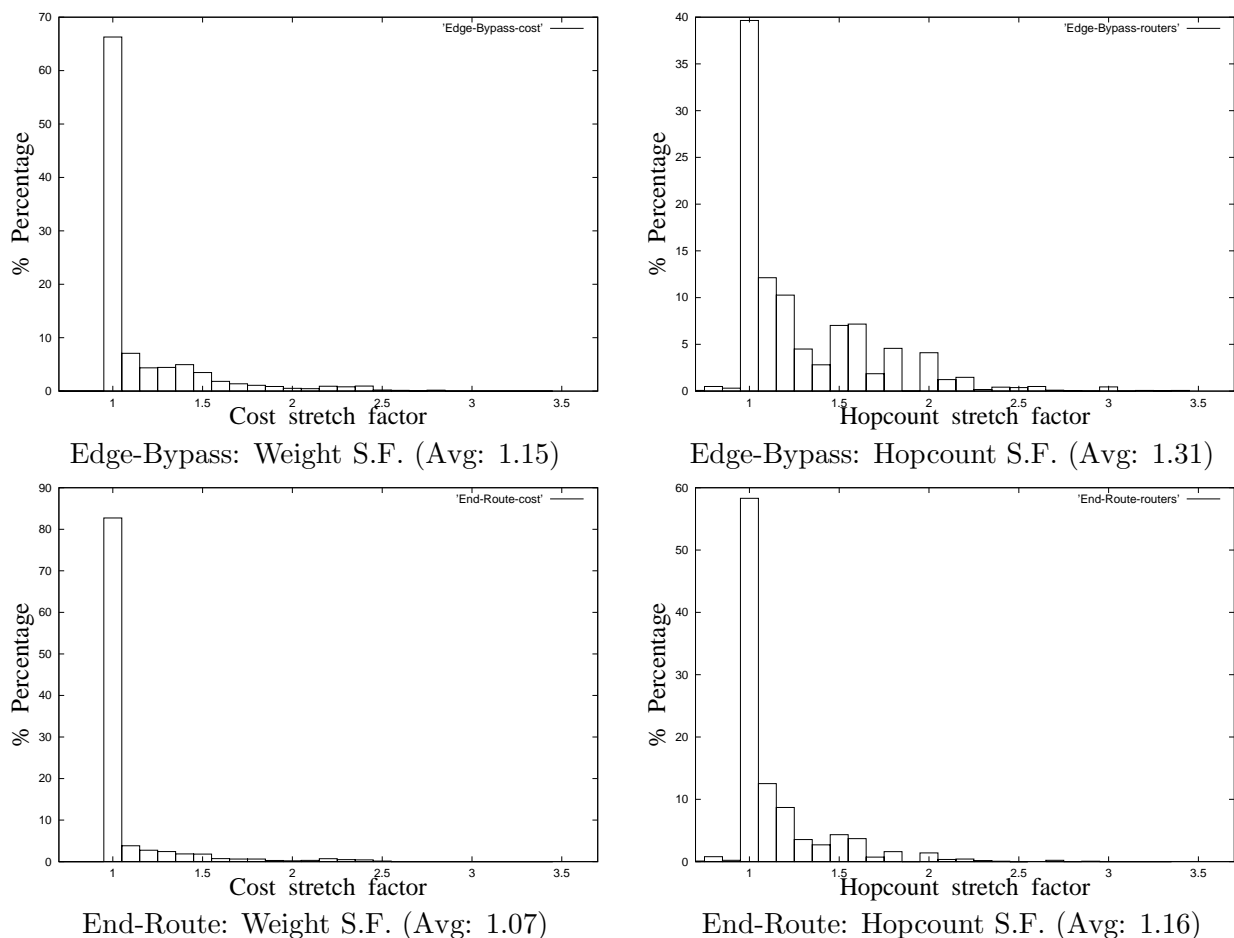 70
60
50
40
30
20
10
0
% Percentage
'Edge-Bypass-cost'
1 1.5 2 2.5 3 3.5
Cost stretch factor
Edge-Bypass: Weight S.F. (Avg: 1.15)
40
35
30
25
20
15
10
5
0
% Percentage
'Edge-Bypass-routers'
1 1.5 2 2.5 3 3.5
Hopcount stretch factor
Edge-Bypass: Hopcount S.F. (Avg: 1.31)
90
80
70
60
50
40
30
20
10
0
% Percentage
'End-Route-cost'
1 1.5 2 2.5 3 3.5
Cost stretch factor
End-Route: Weight S.F. (Avg: 1.07)
60
50
40
30
20
10
0
% Percentage
'End-Route-routers'
1 1.5 2 2.5 3 3.5
Hopcount stretch factor
End-Route: Hopcount S.F. (Avg: 1.16)